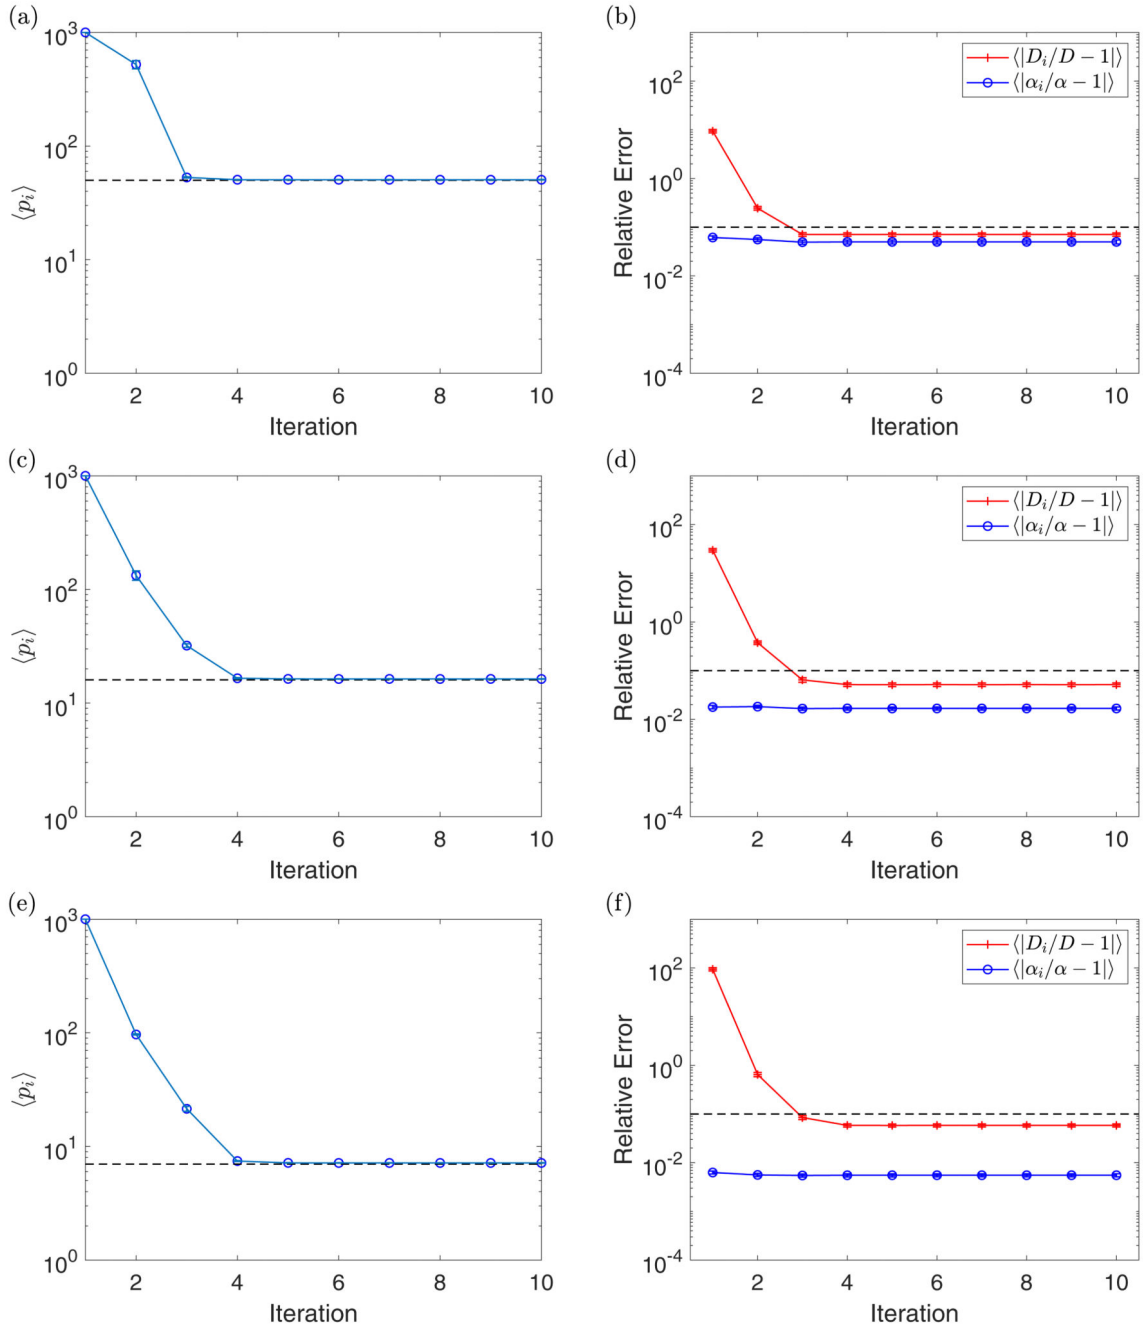 (a)
10^3
10^2
10^1
10^0
⟨p_i⟩
2 4 6 8 10
Iteration
(b)
10^2
10^0
10^-2
10^-4
Relative Error
⟨|D_i/D − 1|⟩
⟨|α_i/α − 1|⟩
2 4 6 8 10
Iteration
(c)
10^3
10^2
10^1
10^0
⟨p_i⟩
2 4 6 8 10
Iteration
(d)
10^2
10^0
10^-2
10^-4
Relative Error
⟨|D_i/D − 1|⟩
⟨|α_i/α − 1|⟩
2 4 6 8 10
Iteration
(e)
10^3
10^2
10^1
10^0
⟨p_i⟩
2 4 6 8 10
Iteration
(f)
10^2
10^0
10^-2
10^-4
Relative Error
⟨|D_i/D − 1|⟩
⟨|α_i/α − 1|⟩
2 4 6 8 10
Iteration